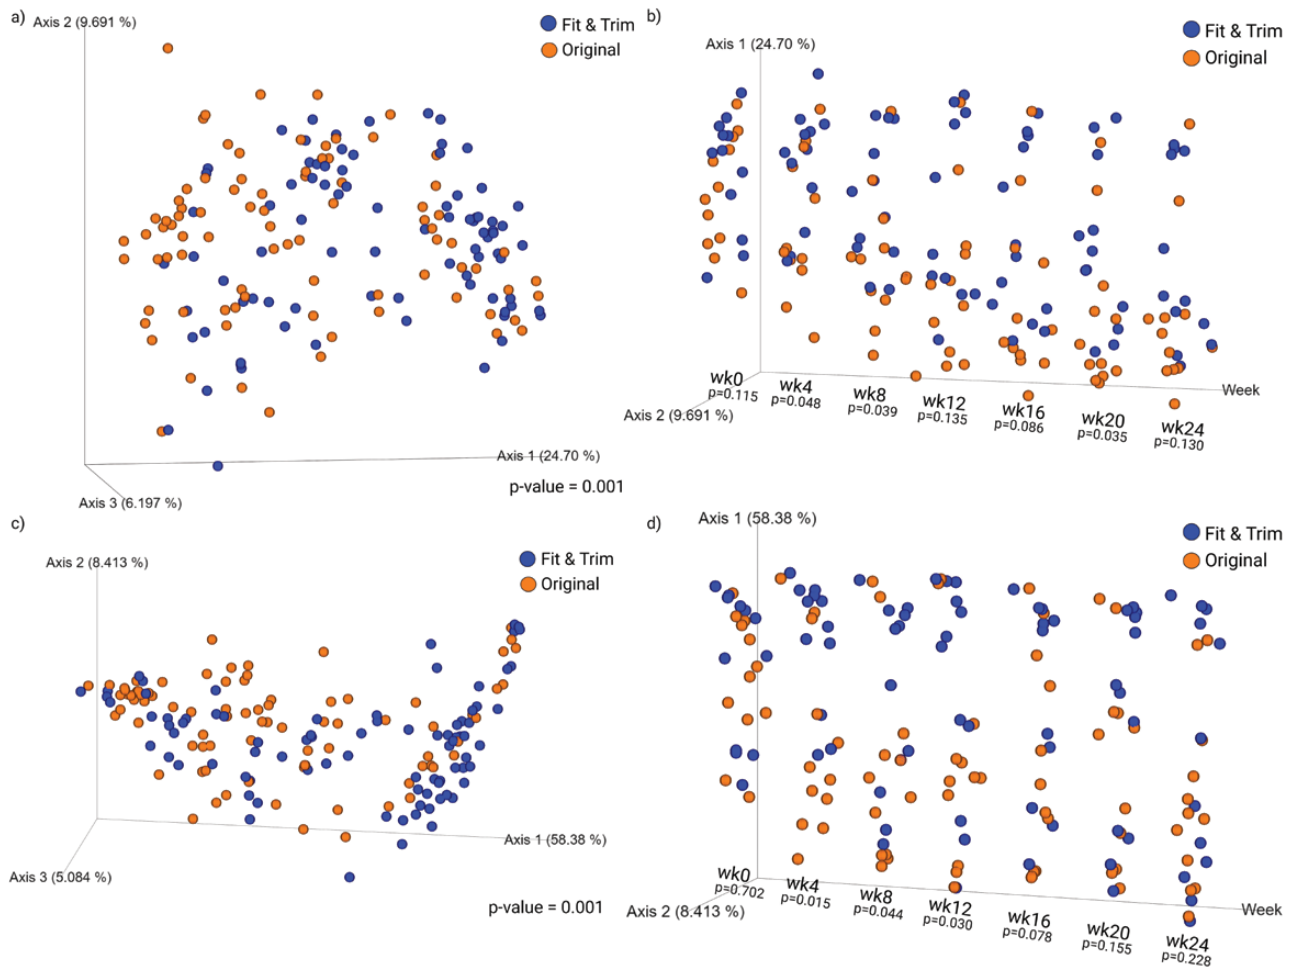 a)
Axis 2 (9.691 %)
Fit & Trim
Original
Axis 1 (24.70 %)
p-value = 0.001
Axis 3 (6.197 %)
b)
Axis 1 (24.70 %)
Fit & Trim
Original
wk0
p=0.115
wk4
p=0.048
wk8
p=0.039
wk12
p=0.135
wk16
p=0.086
wk20
p=0.035
wk24
p=0.130
Week
Axis 2 (9.691 %)
c)
Axis 2 (8.413 %)
Fit & Trim
Original
Axis 1 (58.38 %)
Axis 3 (5.084 %)
p-value = 0.001
d)
Axis 1 (58.38 %)
Fit & Trim
Original
wk0
p=0.702
wk4
p=0.015
wk8
p=0.044
wk12
p=0.030
wk16
p=0.078
wk20
p=0.155
wk24
p=0.228
Week
Axis 2 (8.413 %)